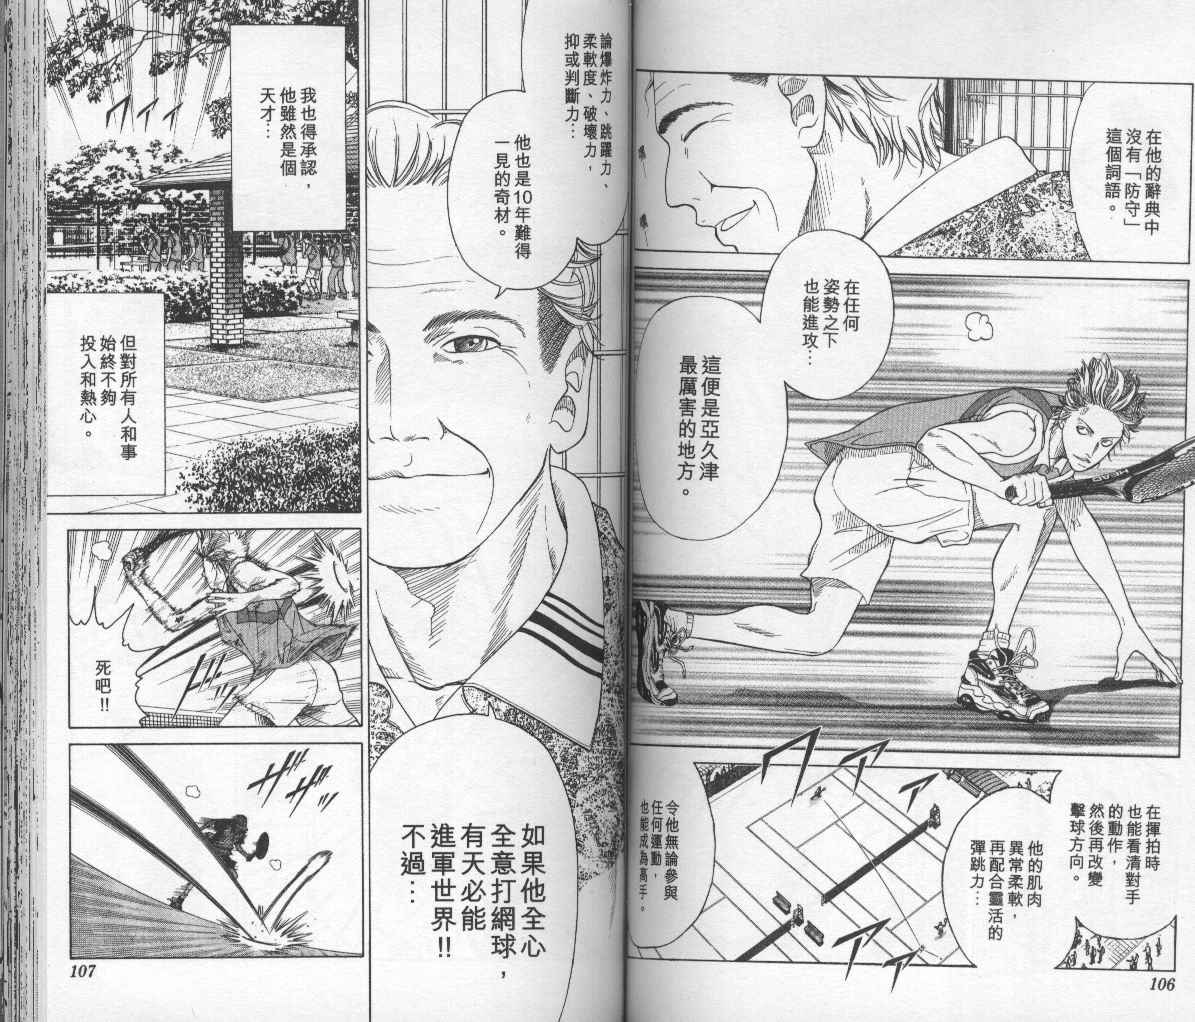 在他的辭典中
沒有「防守」
這個詞語。
在任何
姿勢之下
也能進攻…
這便是亞久津
最厲害的地方。
在揮拍時
也能看清對手
的動作，
然後再改變
擊球方向。
他的肌肉
異常柔軟，
再配合靈活的
彈跳力…
令他無論參與
任何運動，
也能成為高手。
106
論爆炸力、跳躍力、
柔軟度、破壞力，
抑或判斷力…
他也是10年難得
一見的奇材。
如果他全心
全意打網球，
有天必能
進軍世界!!
不過…
我也得承認，
他雖然是個
天才…
但對所有人和事
始終不夠
投入和熱心。
死吧!!
107